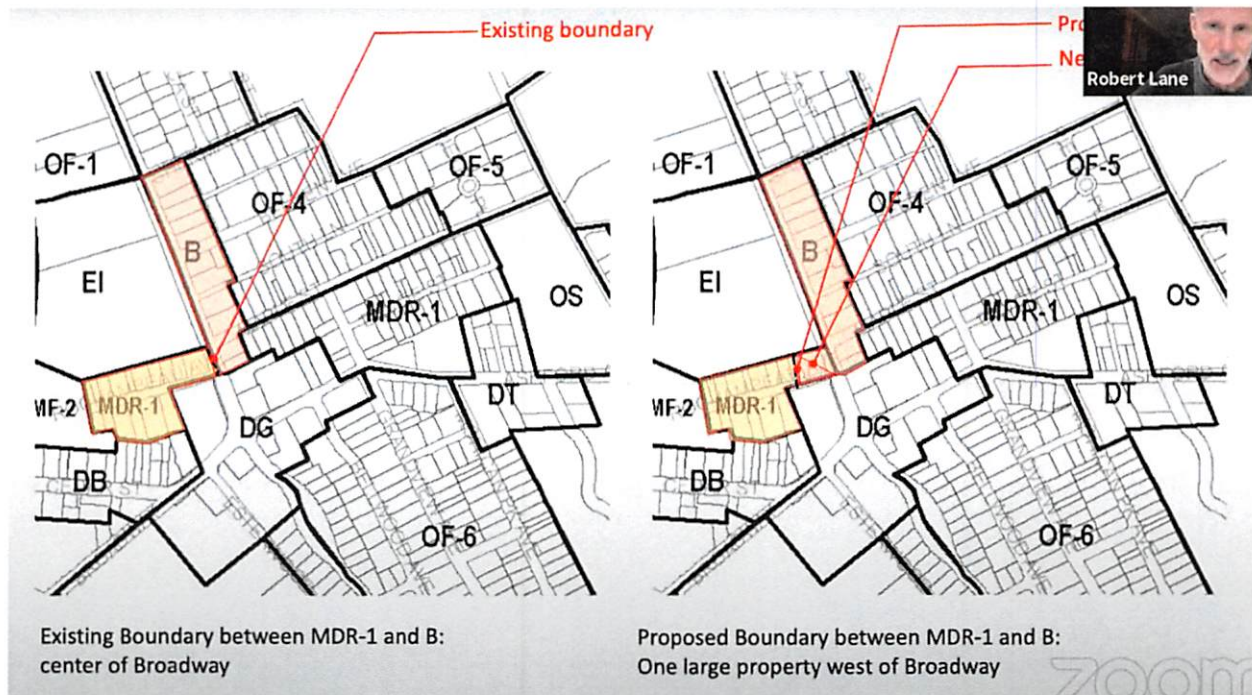 Existing boundary
Pro
Ne
Robert Lane
OF-1
OF-5
OF-4
B
EI
OS
MDR-1
MF-2
MDR-1
DT
DG
DB
OF-6
OF-1
OF-5
OF-4
B
EI
OS
MDR-1
MF-2
MDR-1
DT
DG
DB
OF-6
Existing Boundary between MDR-1 and B:
center of Broadway
Proposed Boundary between MDR-1 and B:
One large property west of Broadway
zoom